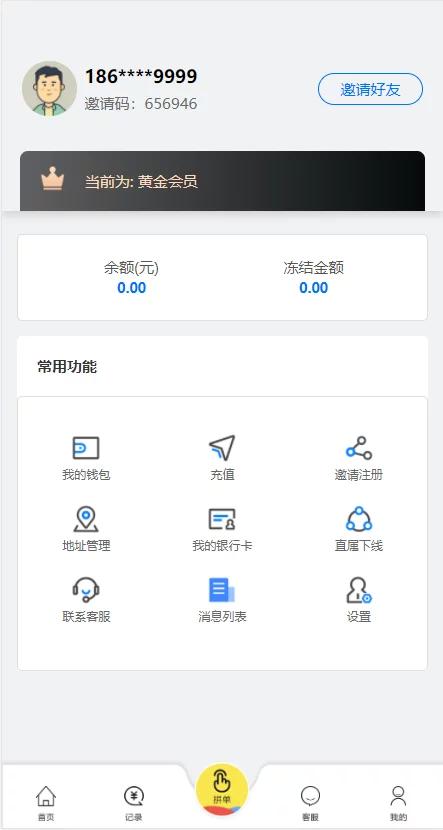 186****9999
邀请码：656946
邀请好友
当前为: 黄金会员
余额(元)
冻结金额
0.00
0.00
常用功能
我的钱包
充值
邀请注册
地址管理
我的银行卡
直属下线
联系客服
消息列表
设置
拼单
首页
记录
客服
我的